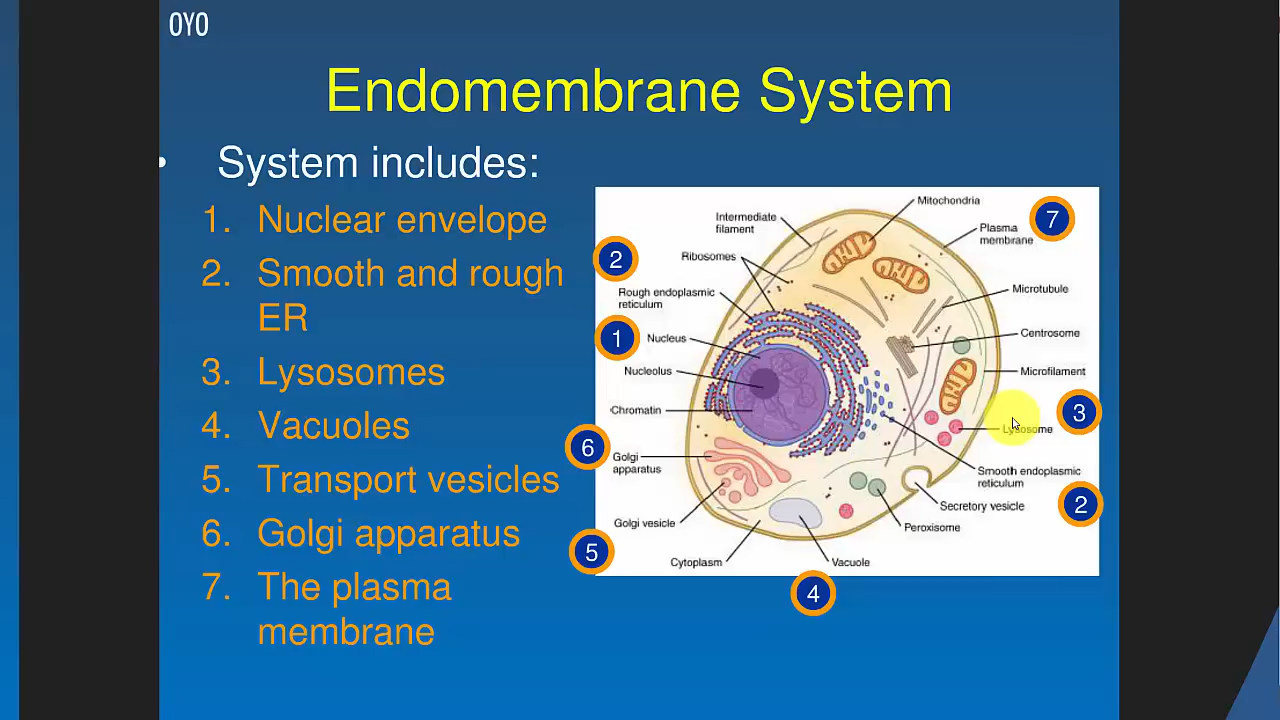 OYO
Endomembrane System
• System includes:
1. Nuclear envelope
2. Smooth and rough
ER
3. Lysosomes
4. Vacuoles
5. Transport vesicles
6. Golgi apparatus
7. The plasma
membrane
Mitochondria
7
Intermediate
filament
Plasma
membrane
2
Ribosomes
Rough endoplasmic
reticulum
Microtubule
1
Nucleus
Centrosome
Nucleolus
Microfilament
Chromatin
3
Lysosome
6
Golgi
apparatus
Smooth endoplasmic
reticulum
2
Secretory vesicle
Golgi vesicle
Peroxisome
5
Cytoplasm
Vacuole
4